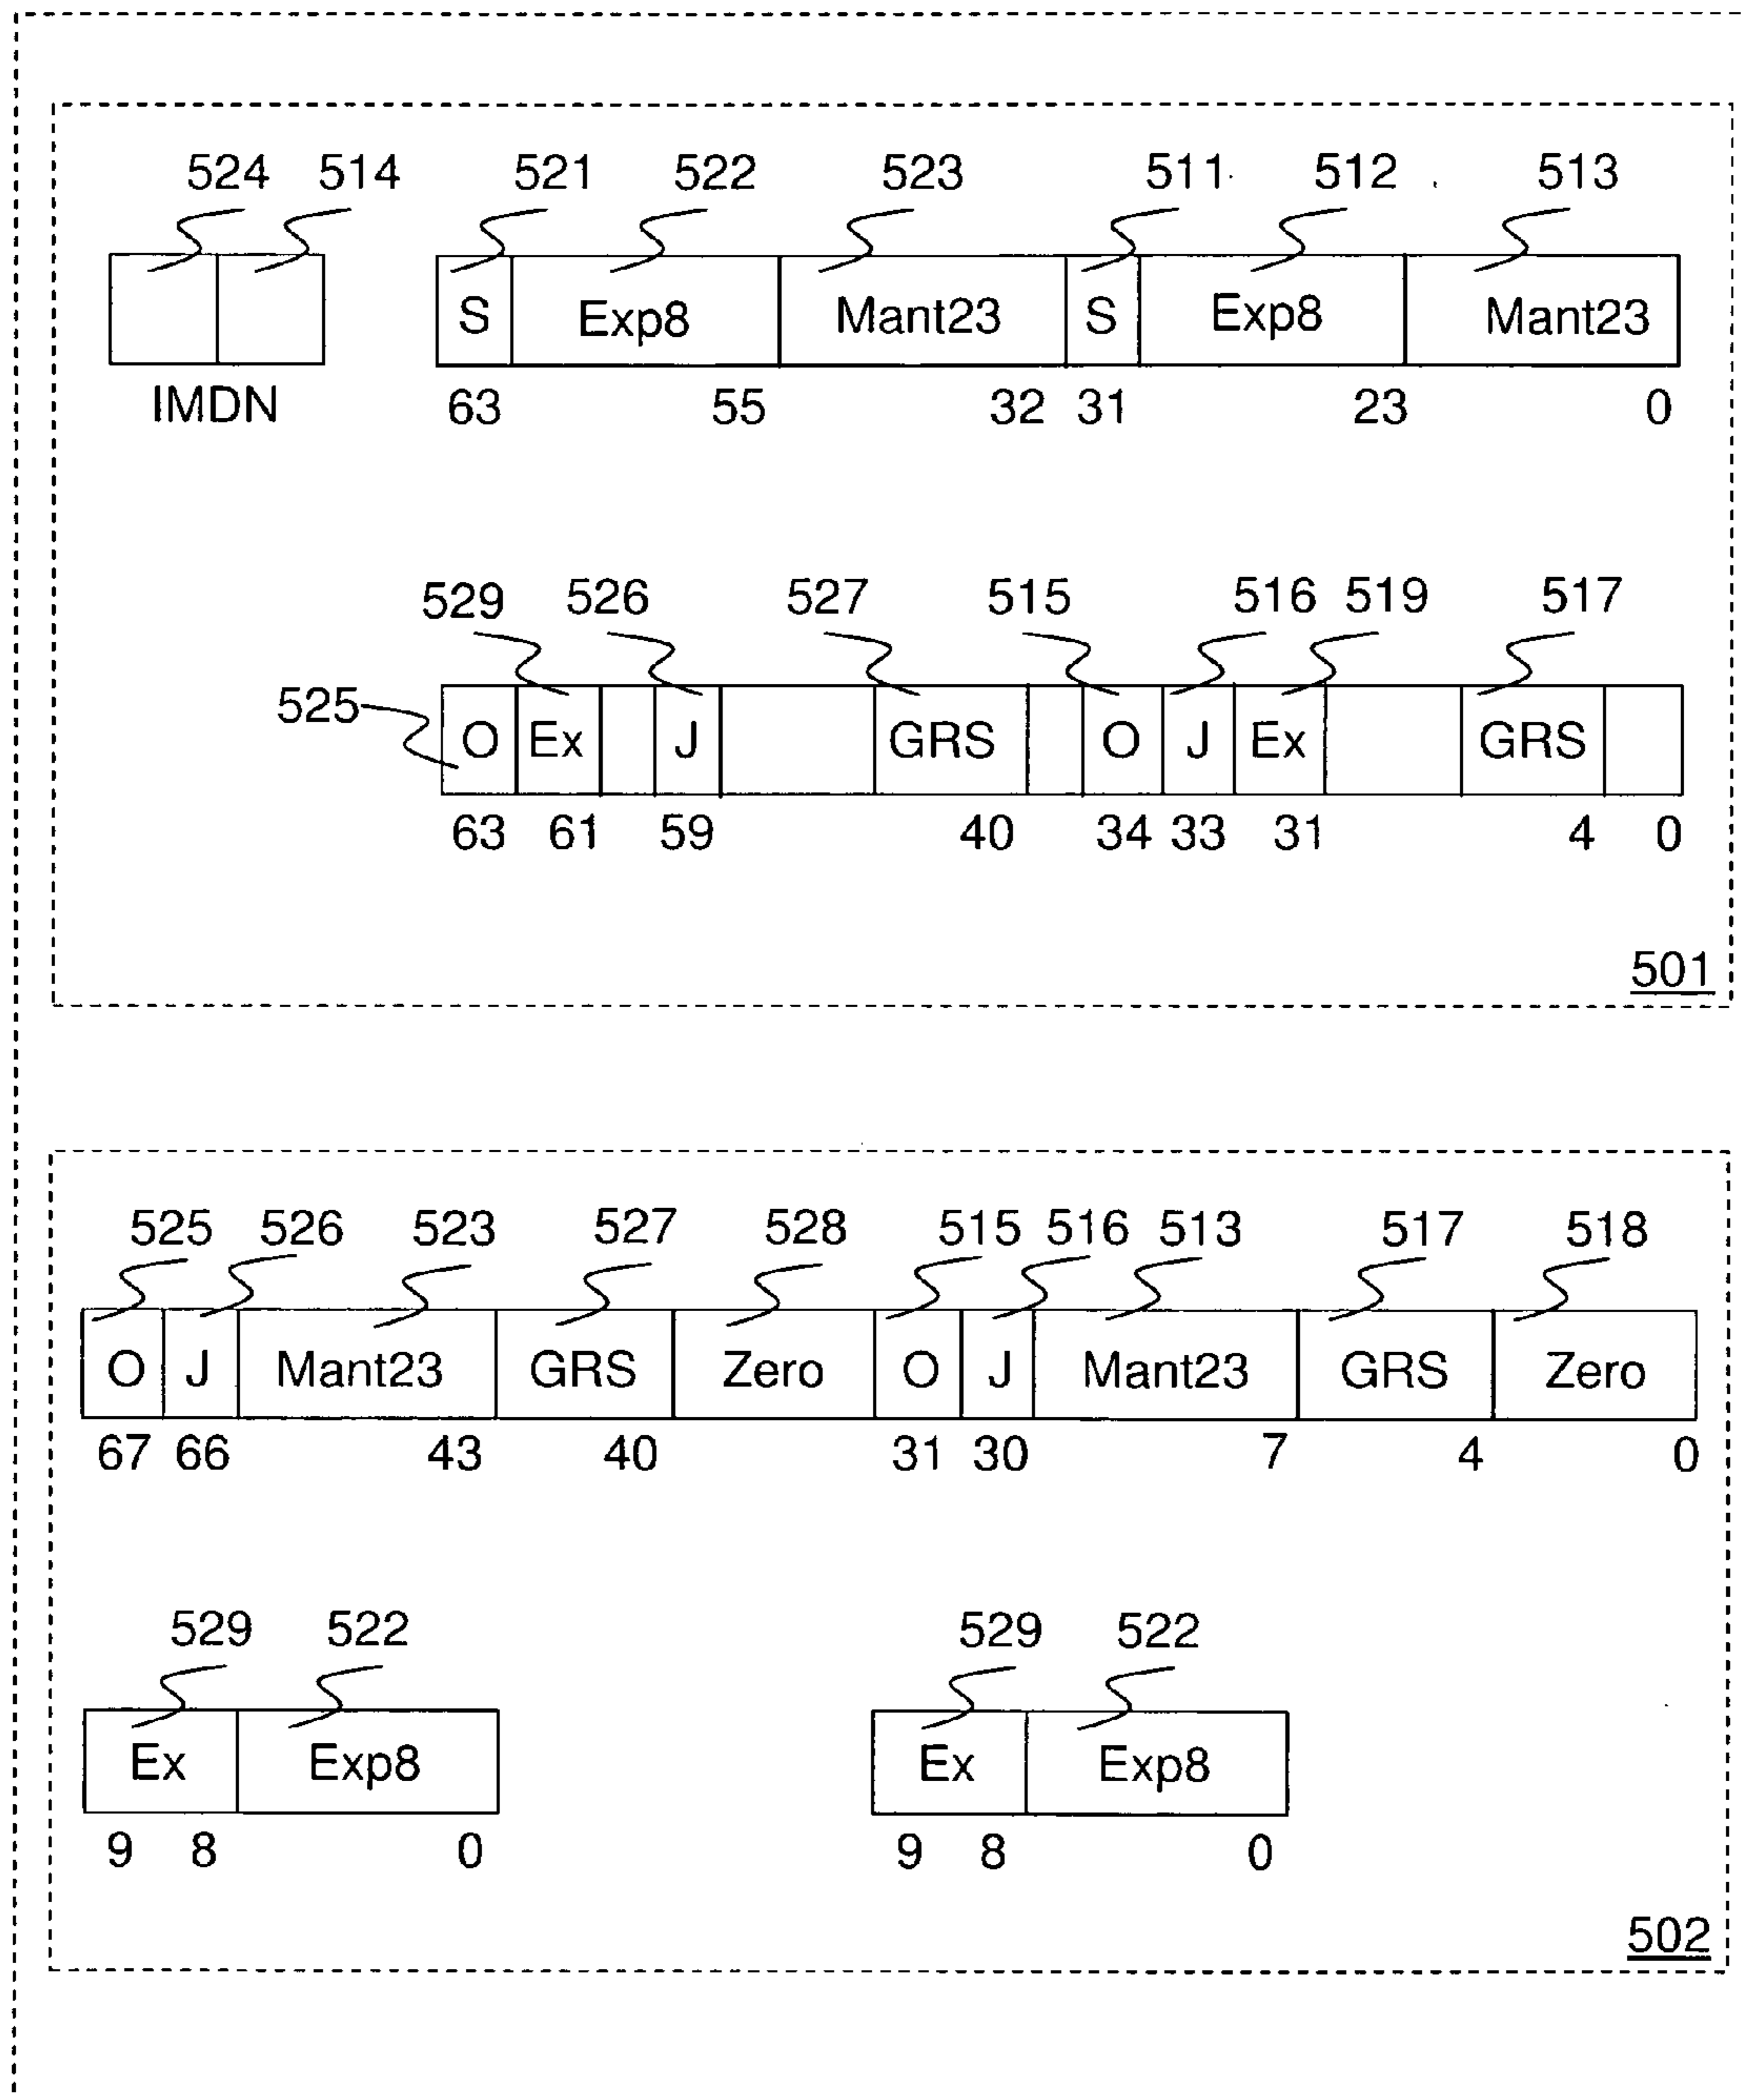 524 514 521 522 523 511 512 513
S Exp8 Mant23 S Exp8 Mant23
IMDN 63 55 32 31 23 0
529 526 527 515 516 519 517
525 O Ex J GRS O J Ex GRS
63 61 59 40 34 33 31 4 0
501
525 526 523 527 528 515 516 513 517 518
O J Mant23 GRS Zero O J Mant23 GRS Zero
67 66 43 40 31 30 7 4 0
529 522 529 522
Ex Exp8 Ex Exp8
9 8 0 9 8 0
502